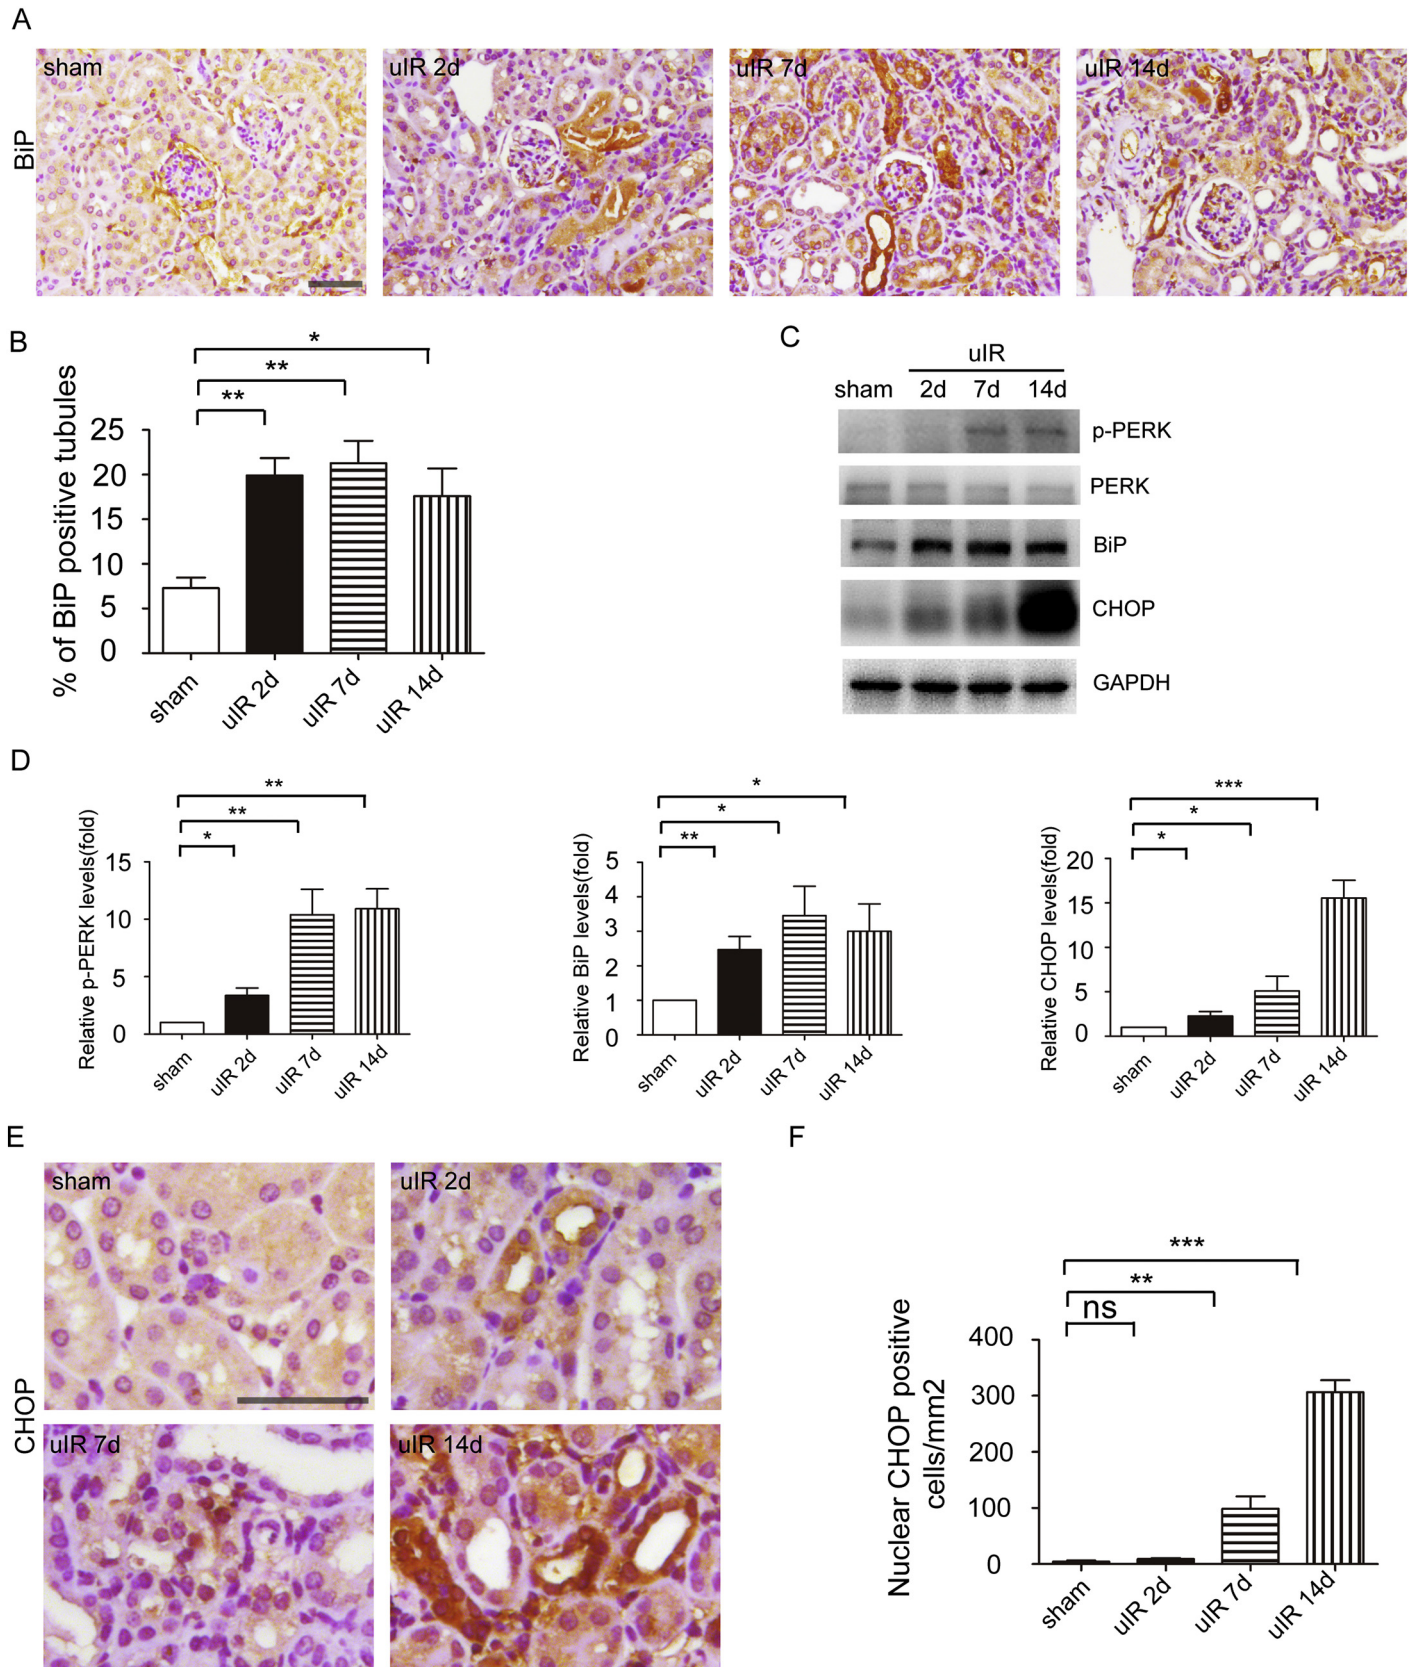 A
sham
uIR 2d
uIR 7d
uIR 14d
BiP
B
% of BiP positive tubules
25
20
15
10
5
0
*
**
**
sham
uIR 2d
uIR 7d
uIR 14d
C
uIR
sham 2d 7d 14d
p-PERK
PERK
BiP
CHOP
GAPDH
D
Relative p-PERK levels(fold)
15
10
5
0
**
**
*
sham
uIR 2d
uIR 7d
uIR 14d
Relative BiP levels(fold)
5
4
3
2
1
0
*
*
**
sham
uIR 2d
uIR 7d
uIR 14d
Relative CHOP levels(fold)
20
15
10
5
0
***
*
*
sham
uIR 2d
uIR 7d
uIR 14d
E
sham
uIR 2d
uIR 7d
uIR 14d
CHOP
F
Nuclear CHOP positive
cells/mm2
400
300
200
100
0
***
**
ns
sham
uIR 2d
uIR 7d
uIR 14d